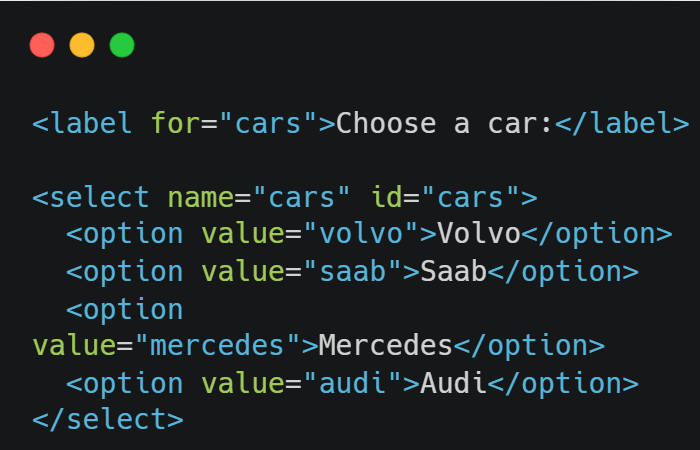 <label for="cars">Choose a car:</label>
<select name="cars" id="cars">
<option value="volvo">Volvo</option>
<option value="saab">Saab</option>
<option
value="mercedes">Mercedes</option>
<option value="audi">Audi</option>
</select>